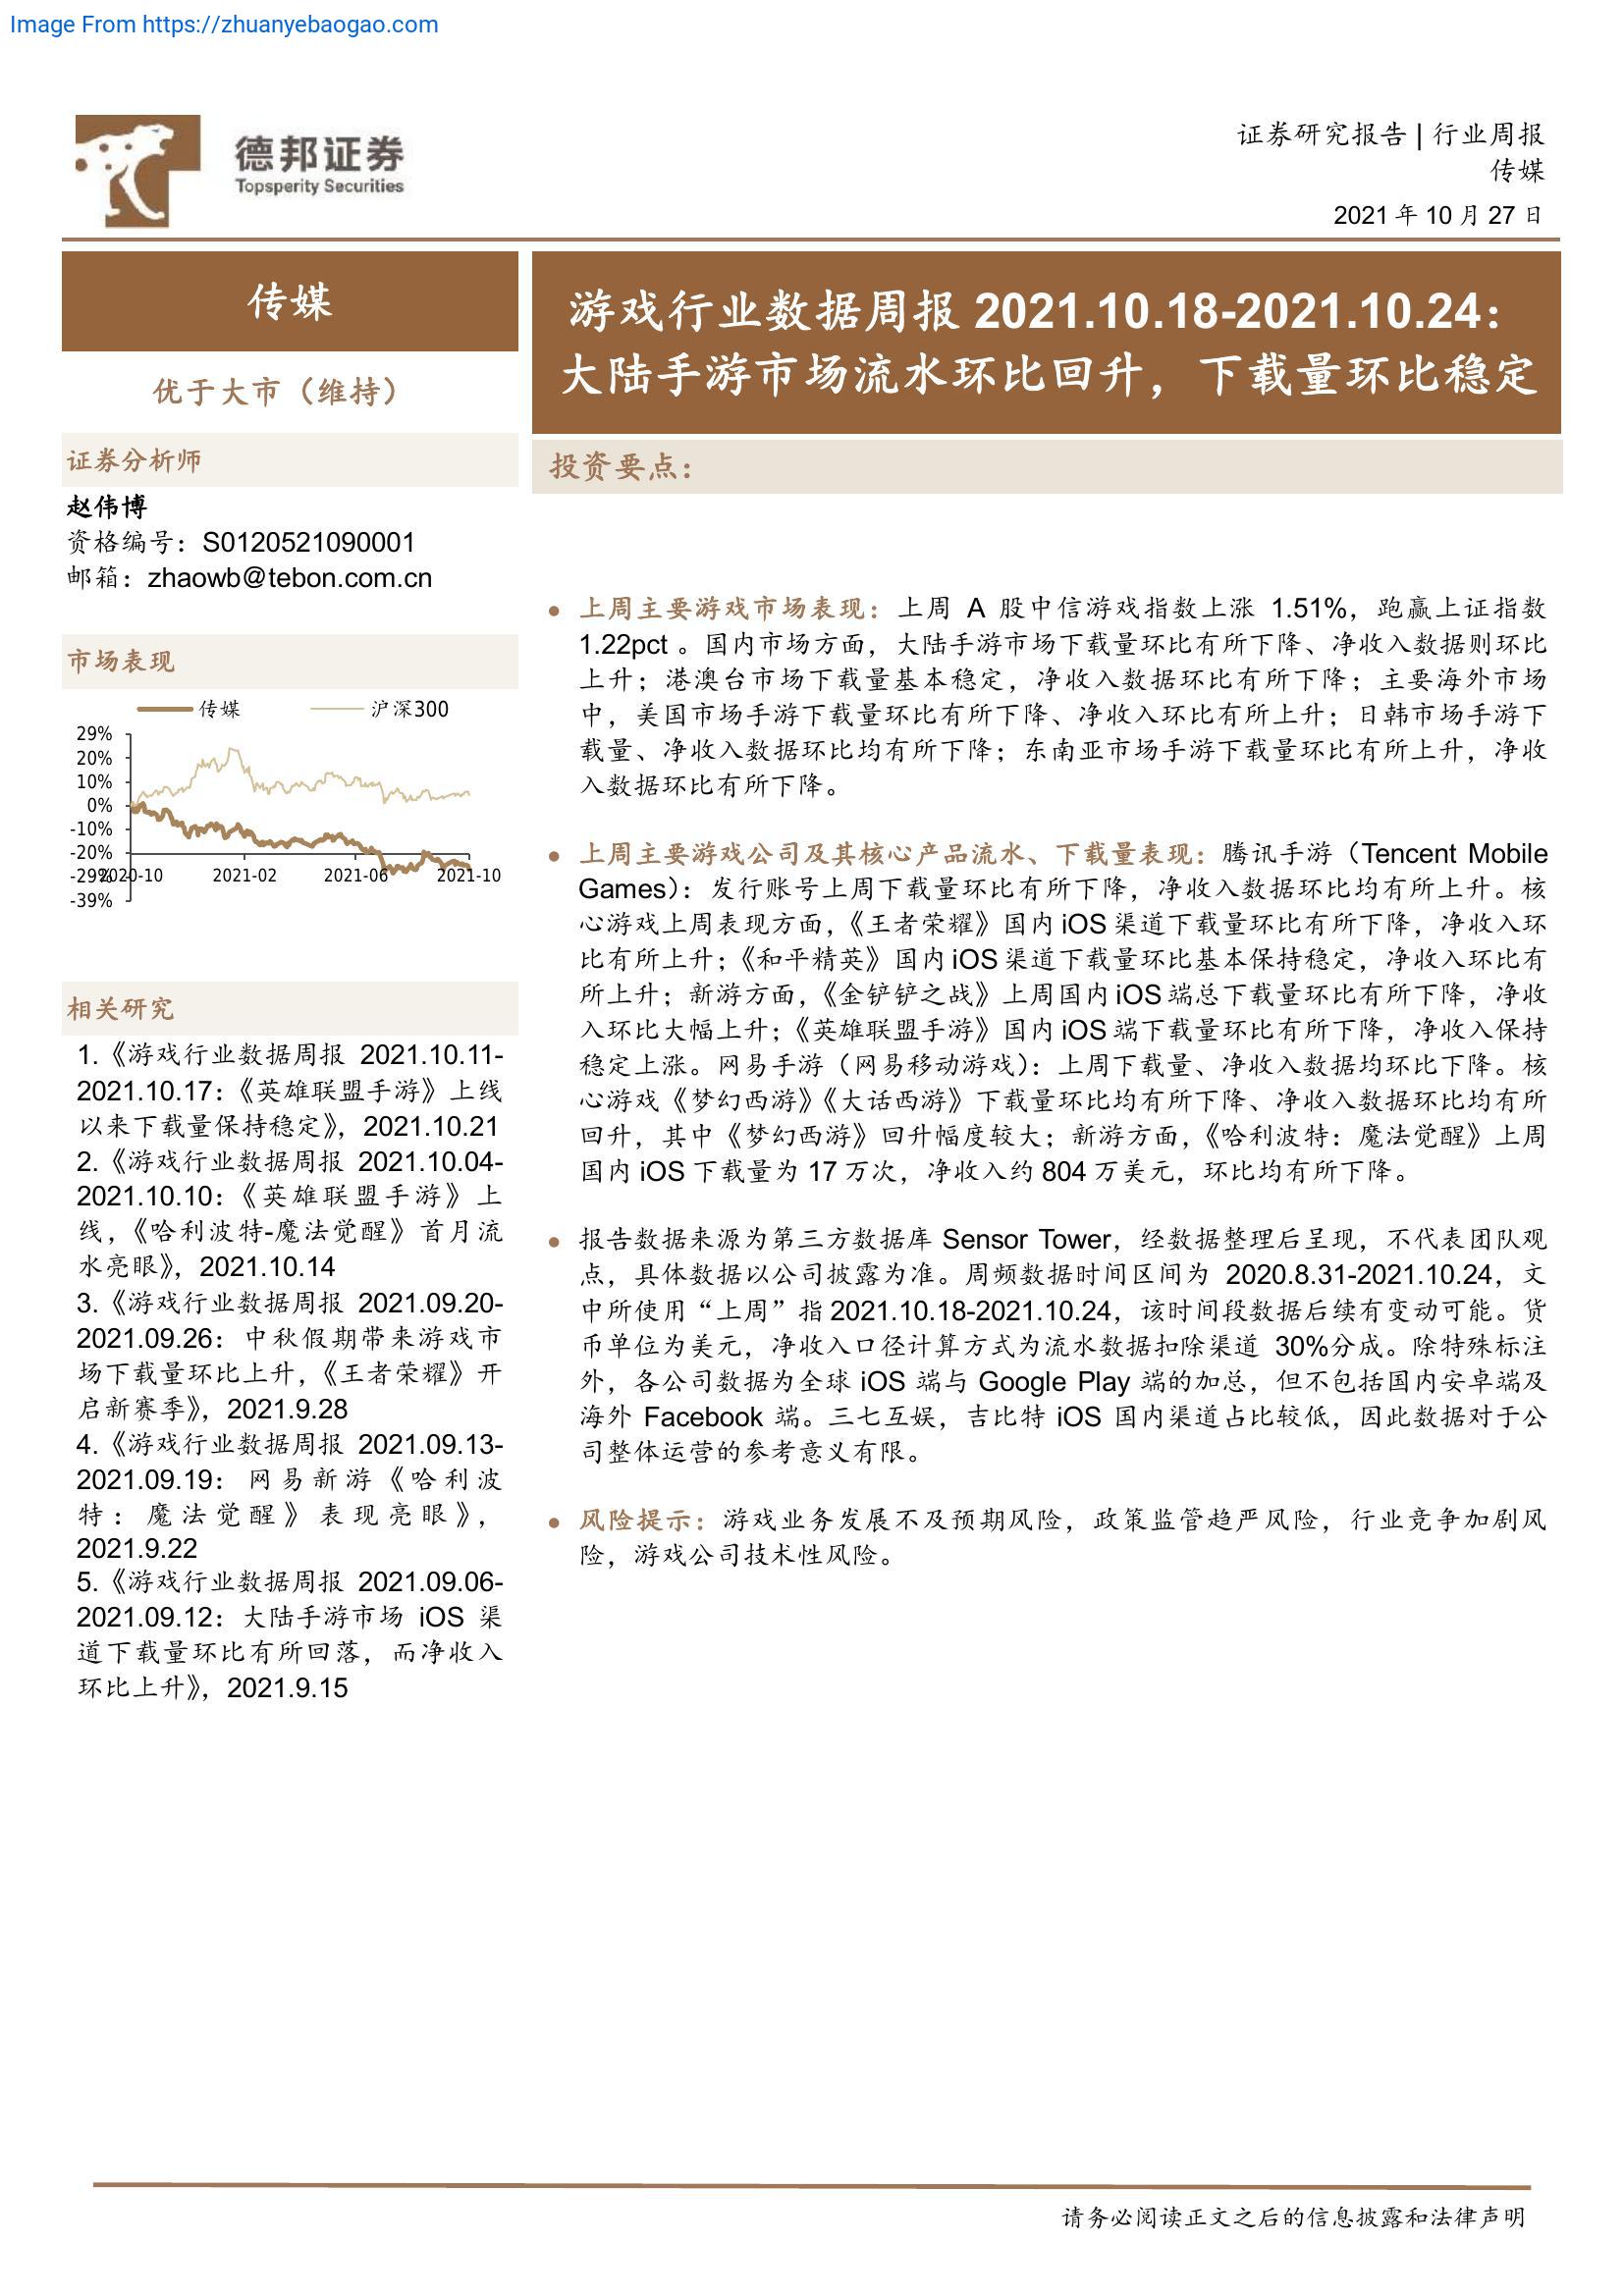 Image From https://zhuanyebaogao.com
德邦证券
Topsperity Securities
证券研究报告 | 行业周报
传媒
2021 年 10 月 27 日
传媒
优于大市（维持）
证券分析师
赵伟博
资格编号：S0120521090001
邮箱：zhaowb@tebon.com.cn
市场表现
传媒 沪深300
29%
20%
10%
0%
-10%
-20%
-29%
-39%
2020-10 2021-02 2021-06 2021-10
相关研究
1.《游戏行业数据周报 2021.10.11-
2021.10.17：《英雄联盟手游》上线
以来下载量保持稳定》，2021.10.21
2.《游戏行业数据周报 2021.10.04-
2021.10.10：《英雄联盟手游》上
线，《哈利波特-魔法觉醒》首月流
水亮眼》，2021.10.14
3.《游戏行业数据周报 2021.09.20-
2021.09.26：中秋假期带来游戏市
场下载量环比上升，《王者荣耀》开
启新赛季》，2021.9.28
4.《游戏行业数据周报 2021.09.13-
2021.09.19：网易新游《哈利波
特：魔法觉醒》表现亮眼》，
2021.9.22
5.《游戏行业数据周报 2021.09.06-
2021.09.12：大陆手游市场 iOS 渠
道下载量环比有所回落，而净收入
环比上升》，2021.9.15
游戏行业数据周报 2021.10.18-2021.10.24：
大陆手游市场流水环比回升，下载量环比稳定
投资要点：
● 上周主要游戏市场表现：上周 A 股中信游戏指数上涨 1.51%，跑赢上证指数
1.22pct 。国内市场方面，大陆手游市场下载量环比有所下降、净收入数据则环比
上升；港澳台市场下载量基本稳定，净收入数据环比有所下降；主要海外市场
中，美国市场手游下载量环比有所下降、净收入环比有所上升；日韩市场手游下
载量、净收入数据环比均有所下降；东南亚市场手游下载量环比有所上升，净收
入数据环比有所下降。
● 上周主要游戏公司及其核心产品流水、下载量表现：腾讯手游（Tencent Mobile
Games）：发行账号上周下载量环比有所下降，净收入数据环比均有所上升。核
心游戏上周表现方面，《王者荣耀》国内 iOS 渠道下载量环比有所下降，净收入环
比有所上升；《和平精英》国内 iOS 渠道下载量环比基本保持稳定，净收入环比有
所上升；新游方面，《金铲铲之战》上周国内 iOS 端总下载量环比有所下降，净收
入环比大幅上升；《英雄联盟手游》国内 iOS 端下载量环比有所下降，净收入保持
稳定上涨。网易手游（网易移动游戏）：上周下载量、净收入数据均环比下降。核
心游戏《梦幻西游》《大话西游》下载量环比均有所下降、净收入数据环比均有所
回升，其中《梦幻西游》回升幅度较大；新游方面，《哈利波特：魔法觉醒》上周
国内 iOS 下载量为 17 万次，净收入约 804 万美元，环比均有所下降。
● 报告数据来源为第三方数据库 Sensor Tower，经数据整理后呈现，不代表团队观
点，具体数据以公司披露为准。周频数据时间区间为 2020.8.31-2021.10.24，文
中所使用“上周”指 2021.10.18-2021.10.24，该时间段数据后续有变动可能。货
币单位为美元，净收入口径计算方式为流水数据扣除渠道 30%分成。除特殊标注
外，各公司数据为全球 iOS 端与 Google Play 端的加总，但不包括国内安卓端及
海外 Facebook 端。三七互娱，吉比特 iOS 国内渠道占比较低，因此数据对于公
司整体运营的参考意义有限。
● 风险提示：游戏业务发展不及预期风险，政策监管趋严风险，行业竞争加剧风
险，游戏公司技术性风险。
请务必阅读正文之后的信息披露和法律声明